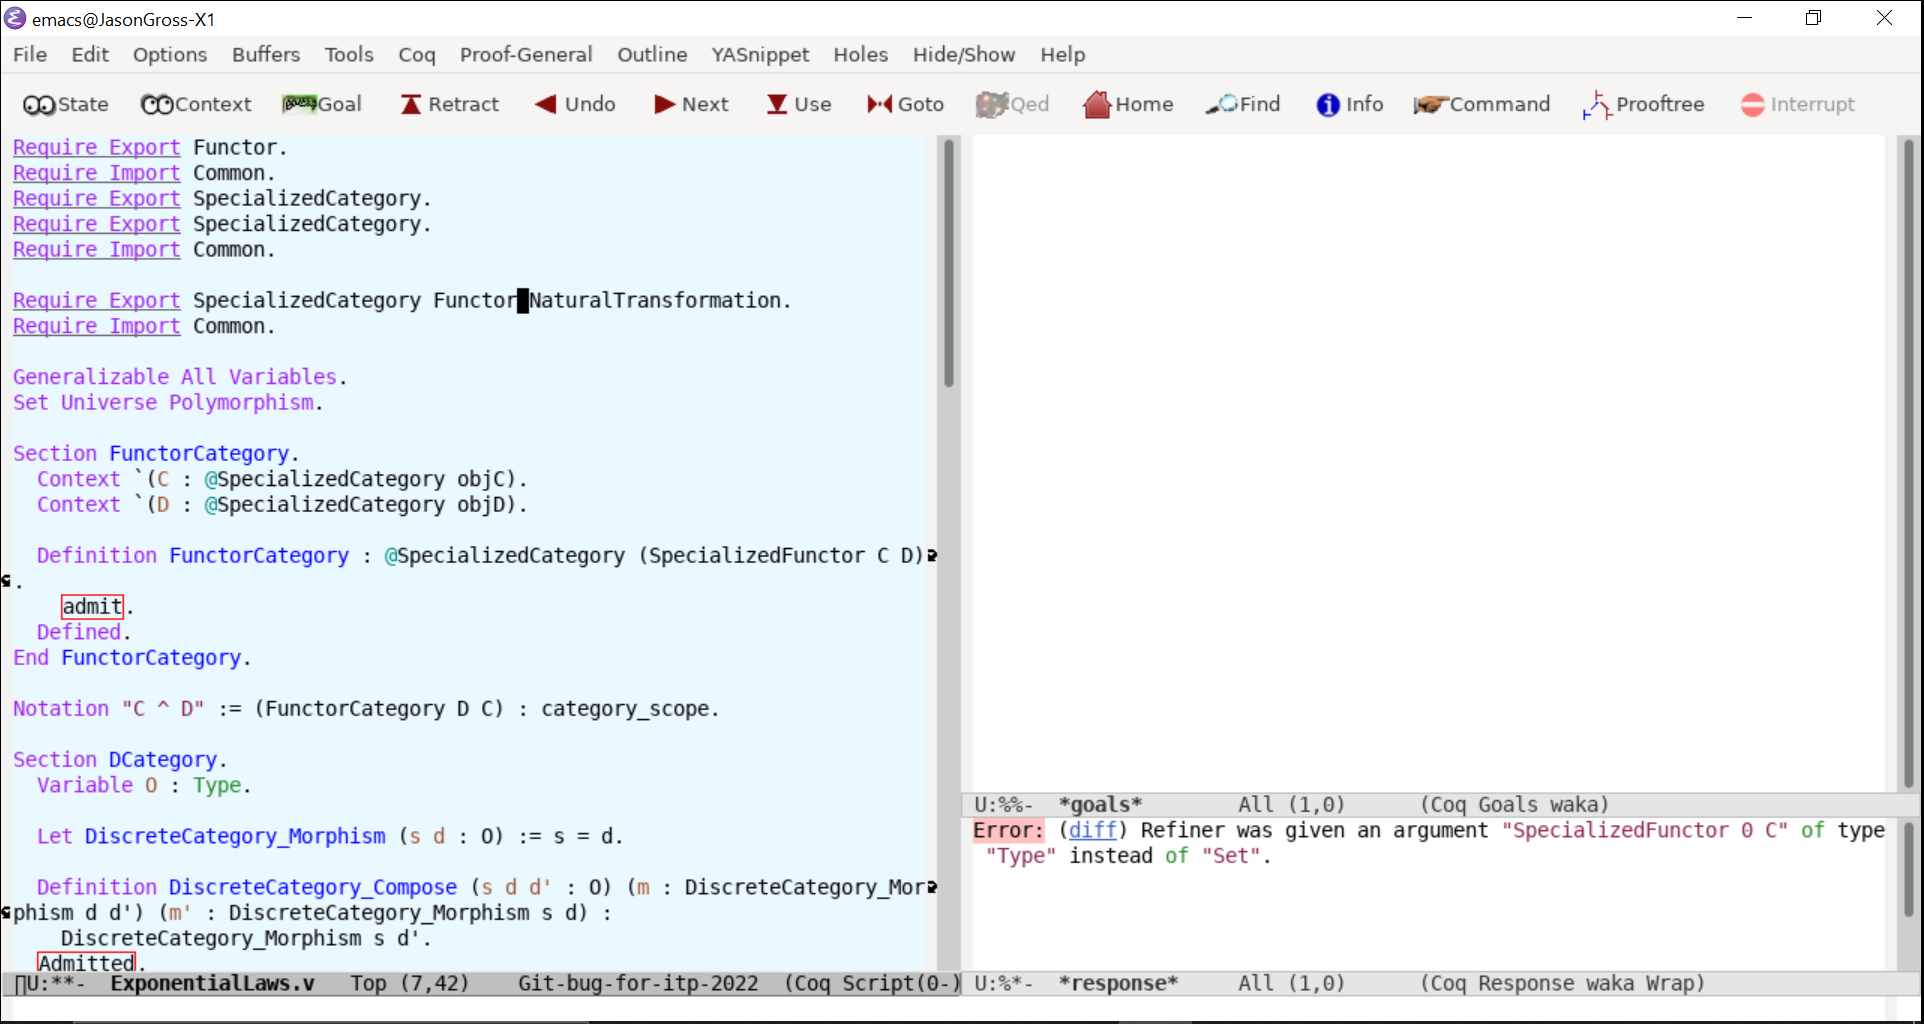 emacs@JasonGross-X1
File Edit Options Buffers Tools Coq Proof-General Outline YASnippet Holes Hide/Show Help
State Context Goal Retract Undo Next Use Goto Qed Home Find Info Command Prooftree Interrupt
Require Export Functor.
Require Import Common.
Require Export SpecializedCategory.
Require Export SpecializedCategory.
Require Import Common.
Require Export SpecializedCategory Functor NaturalTransformation.
Require Import Common.
Generalizable All Variables.
Set Universe Polymorphism.
Section FunctorCategory.
Context `(C : @SpecializedCategory objC).
Context `(D : @SpecializedCategory objD).
Definition FunctorCategory : @SpecializedCategory (SpecializedFunctor C D)
.
admit.
Defined.
End FunctorCategory.
Notation "C ^ D" := (FunctorCategory D C) : category_scope.
Section DCategory.
Variable O : Type.
Let DiscreteCategory_Morphism (s d : O) := s = d.
Definition DiscreteCategory_Compose (s d d' : O) (m : DiscreteCategory_Mor
phism d d') (m' : DiscreteCategory_Morphism s d) :
DiscreteCategory_Morphism s d'.
Admitted.
U:**- ExponentialLaws.v Top (7,42) Git-bug-for-itp-2022 (Coq Script(0-)
U:%%- *goals* All (1,0) (Coq Goals waka)
Error: (diff) Refiner was given an argument "SpecializedFunctor 0 C" of type
"Type" instead of "Set".
U:%*- *response* All (1,0) (Coq Response waka Wrap)